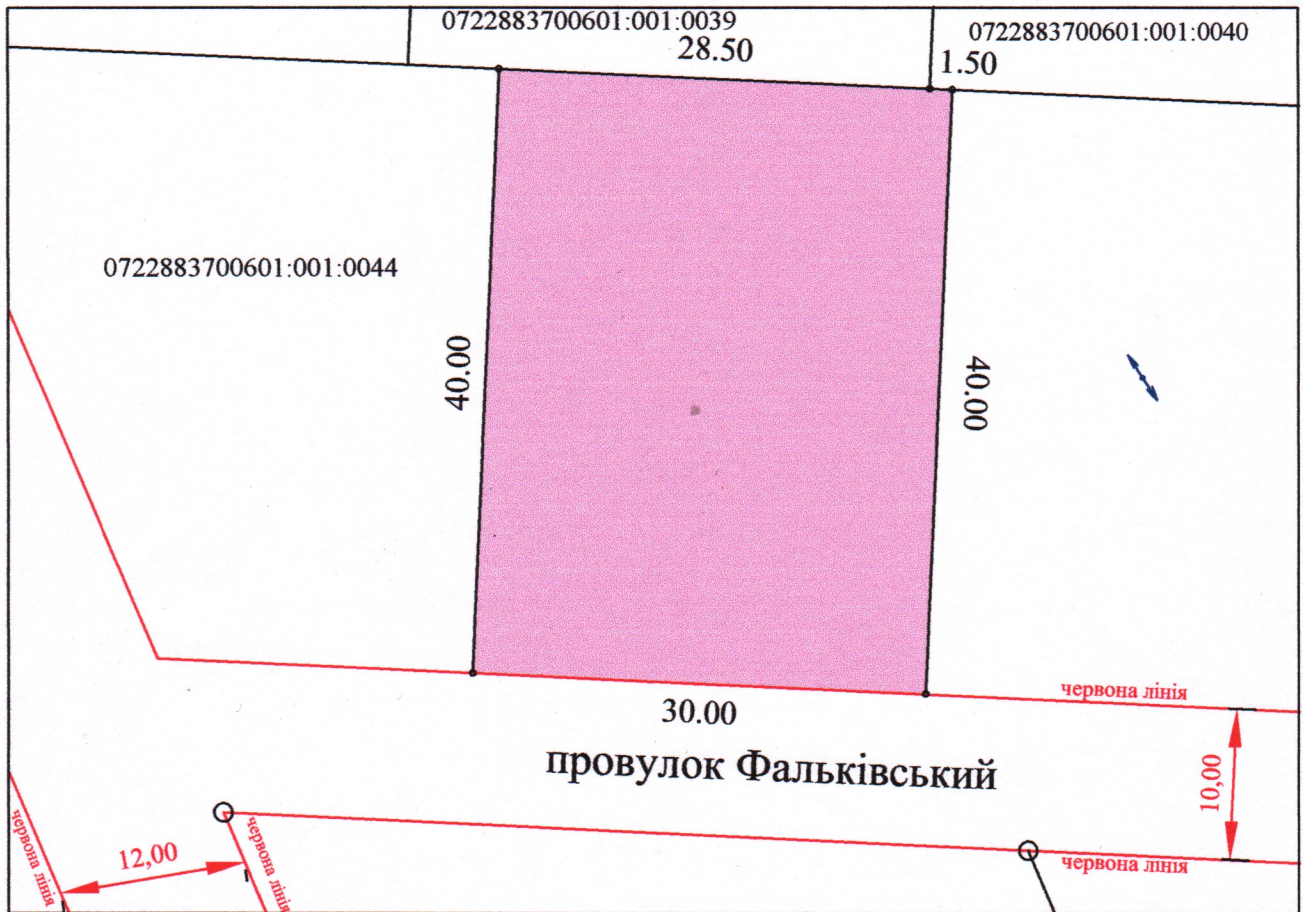 0722883700601:001:0039
28.50
0722883700601:001:0040
1.50
0722883700601:001:0044
40.00
40.00
30.00
червона лінія
провулок Фальківський
10,00
12,00
червона лінія
червона лінія
червона лінія